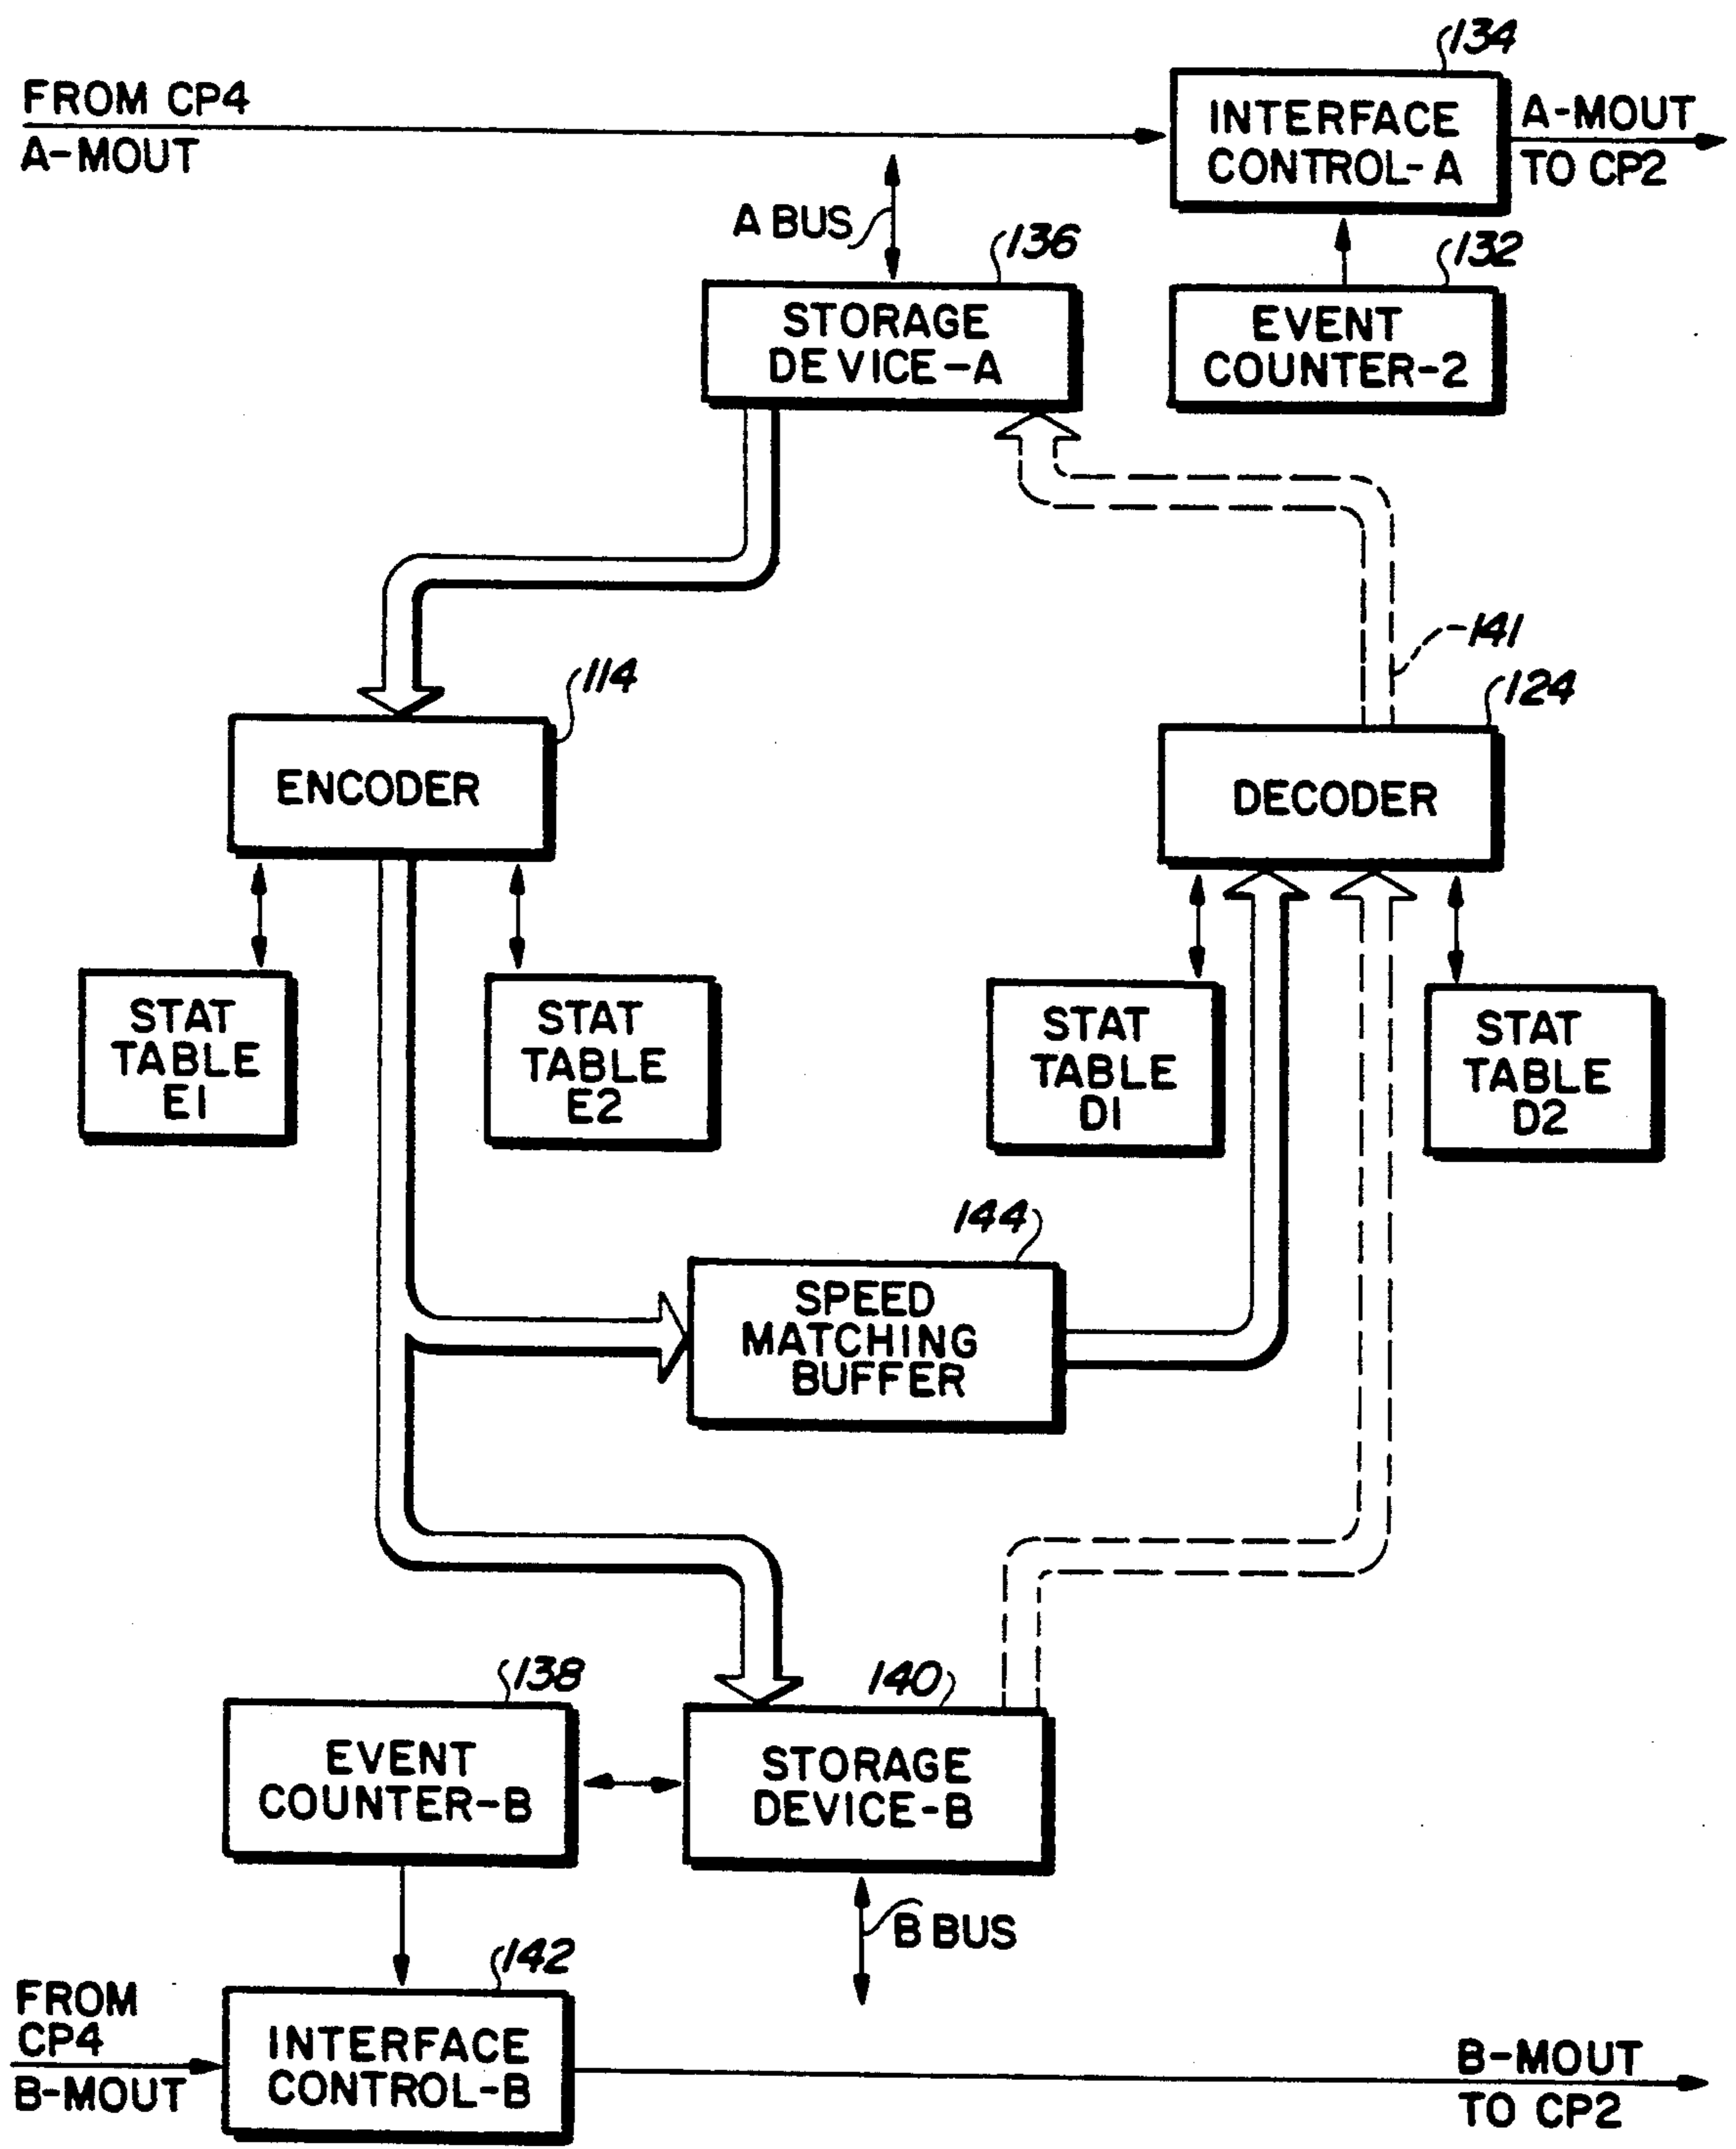 134
FROM CP4
A-MOUT
INTERFACE
CONTROL-A
A-MOUT
TO CP2
A BUS
136
132
STORAGE
DEVICE-A
EVENT
COUNTER-2
141
114
124
ENCODER
DECODER
STAT
TABLE
E1
STAT
TABLE
E2
STAT
TABLE
D1
STAT
TABLE
D2
144
SPEED
MATCHING
BUFFER
138
140
EVENT
COUNTER-B
STORAGE
DEVICE-B
B BUS
142
FROM
CP4
B-MOUT
INTERFACE
CONTROL-B
B-MOUT
TO CP2